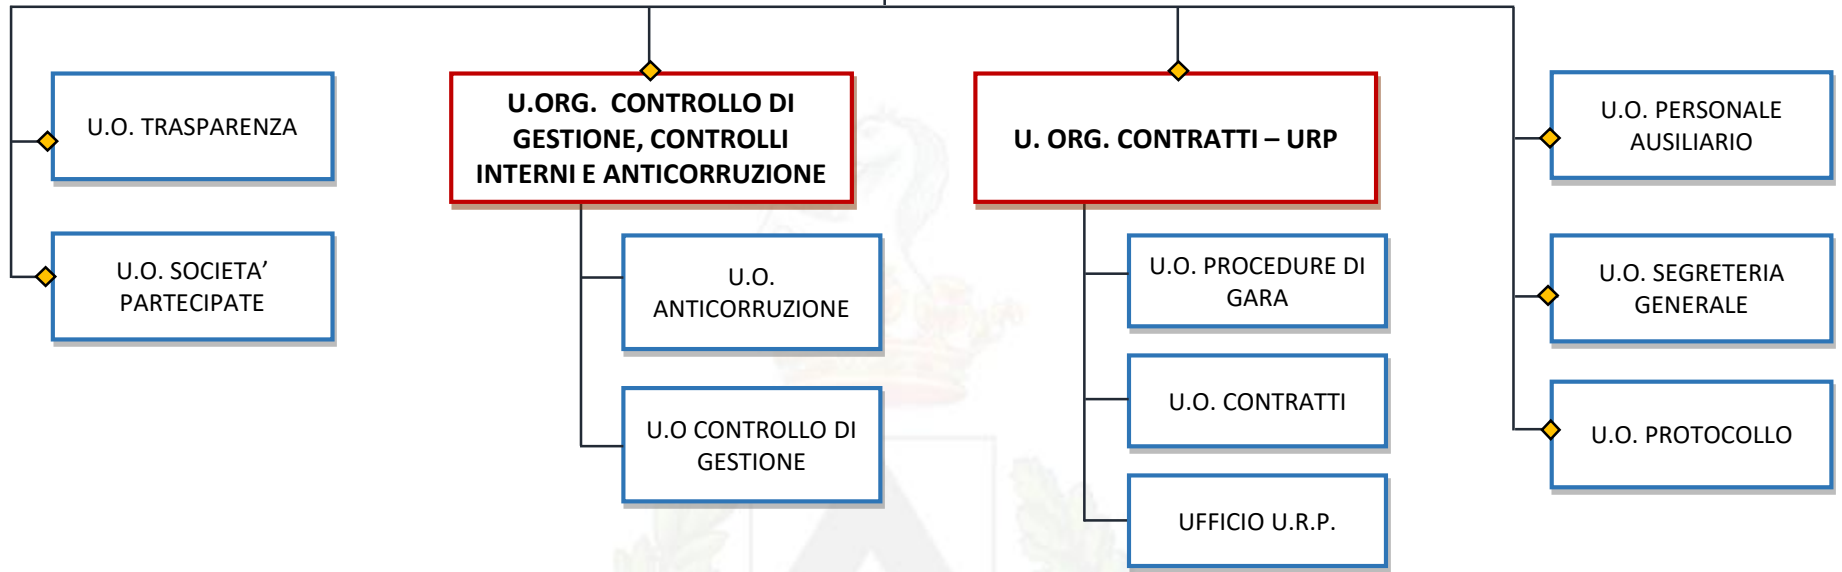 U.O. TRASPARENZA
U.O. SOCIETA’
PARTECIPATE
U.ORG. CONTROLLO DI
GESTIONE, CONTROLLI
INTERNI E ANTICORRUZIONE
U.O.
ANTICORRUZIONE
U.O CONTROLLO DI
GESTIONE
U. ORG. CONTRATTI – URP
U.O. PROCEDURE DI
GARA
U.O. CONTRATTI
UFFICIO U.R.P.
U.O. PERSONALE
AUSILIARIO
U.O. SEGRETERIA
GENERALE
U.O. PROTOCOLLO